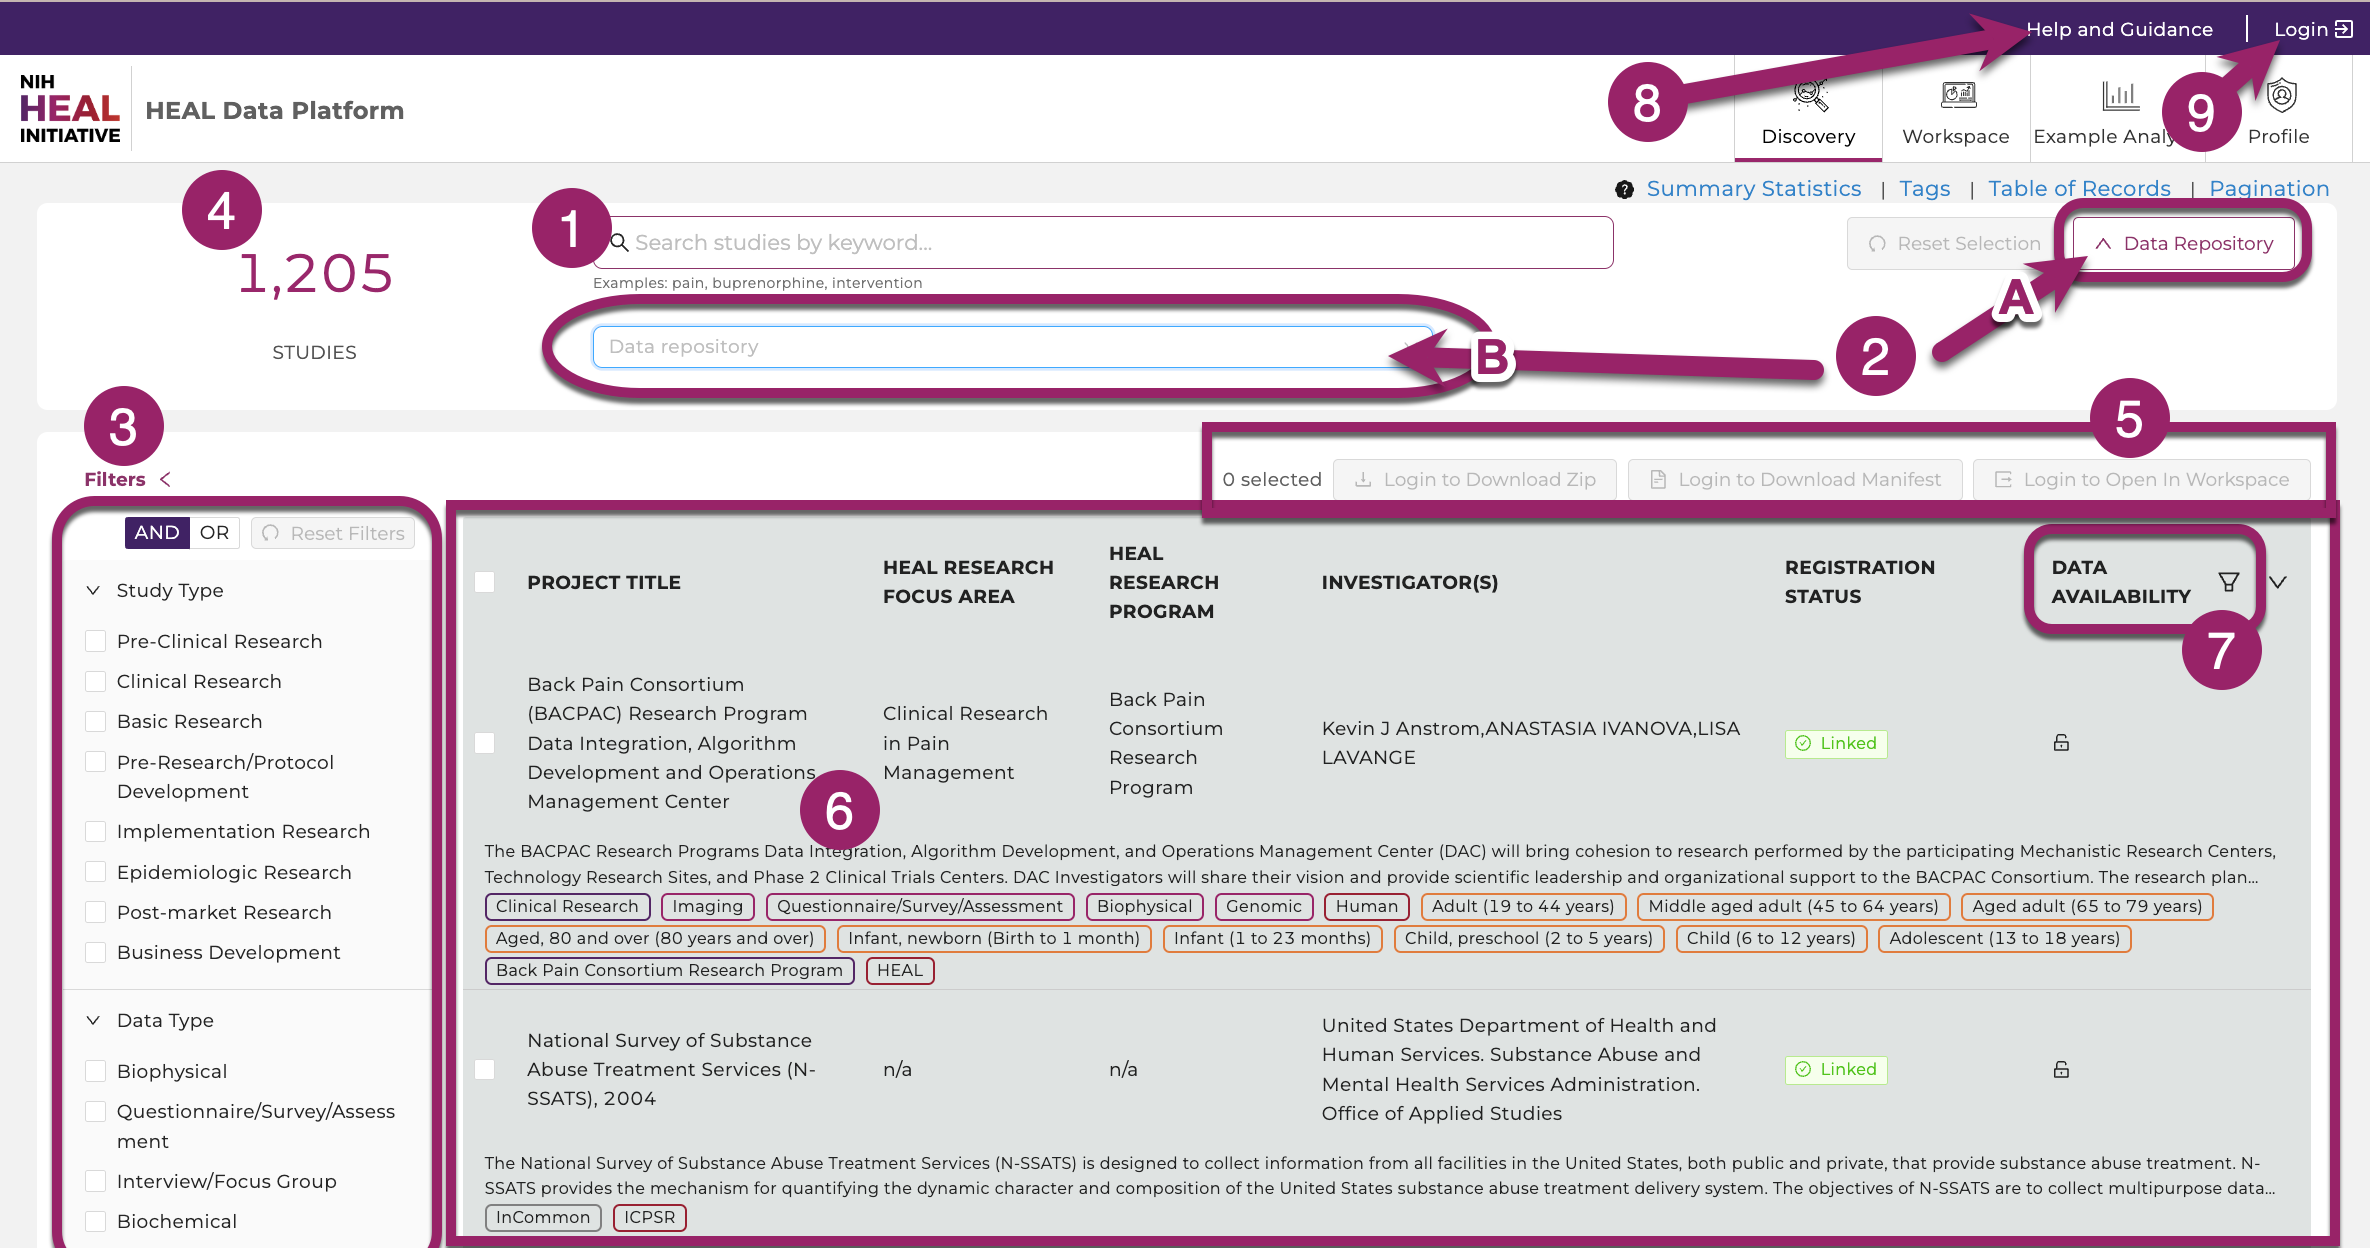 Help and Guidance | Login
NIH
HEAL
INITIATIVE
HEAL Data Platform
8
9
Discovery
Workspace
Example Analy
Profile
Summary Statistics | Tags | Table of Records | Pagination
4
1
1,205
STUDIES
Search studies by keyword...
Examples: pain, buprenorphine, intervention
Reset Selection
Data Repository
A
Data repository
B
2
3
Filters
5
0 selected
Login to Download Zip
Login to Download Manifest
Login to Open In Workspace
AND OR
Reset Filters
Study Type
Pre-Clinical Research
Clinical Research
Basic Research
Pre-Research/Protocol
Development
Implementation Research
Epidemiologic Research
Post-market Research
Business Development
Data Type
Biophysical
Questionnaire/Survey/Assess
ment
Interview/Focus Group
Biochemical
PROJECT TITLE
HEAL RESEARCH
FOCUS AREA
HEAL
RESEARCH
PROGRAM
INVESTIGATOR(S)
REGISTRATION
STATUS
DATA
AVAILABILITY
7
Back Pain Consortium
(BACPAC) Research Program
Data Integration, Algorithm
Development and Operations
Management Center
Clinical Research
in Pain
Management
Back Pain
Consortium
Research
Program
Kevin J Anstrom,ANASTASIA IVANOVA,LISA
LAVANGE
Linked
6
The BACPAC Research Programs Data Integration, Algorithm Development, and Operations Management Center (DAC) will bring cohesion to research performed by the participating Mechanistic Research Centers,
Technology Research Sites, and Phase 2 Clinical Trials Centers. DAC Investigators will share their vision and provide scientific leadership and organizational support to the BACPAC Consortium. The research plan...
Clinical Research Imaging Questionnaire/Survey/Assessment Biophysical Genomic Human Adult (19 to 44 years) Middle aged adult (45 to 64 years) Aged adult (65 to 79 years)
Aged, 80 and over (80 years and over) Infant, newborn (Birth to 1 month) Infant (1 to 23 months) Child, preschool (2 to 5 years) Child (6 to 12 years) Adolescent (13 to 18 years)
Back Pain Consortium Research Program HEAL
National Survey of Substance
Abuse Treatment Services (N-
SSATS), 2004
n/a
n/a
United States Department of Health and
Human Services. Substance Abuse and
Mental Health Services Administration.
Office of Applied Studies
Linked
The National Survey of Substance Abuse Treatment Services (N-SSATS) is designed to collect information from all facilities in the United States, both public and private, that provide substance abuse treatment. N-
SSATS provides the mechanism for quantifying the dynamic character and composition of the United States substance abuse treatment delivery system. The objectives of N-SSATS are to collect multipurpose data...
InCommon ICPSR